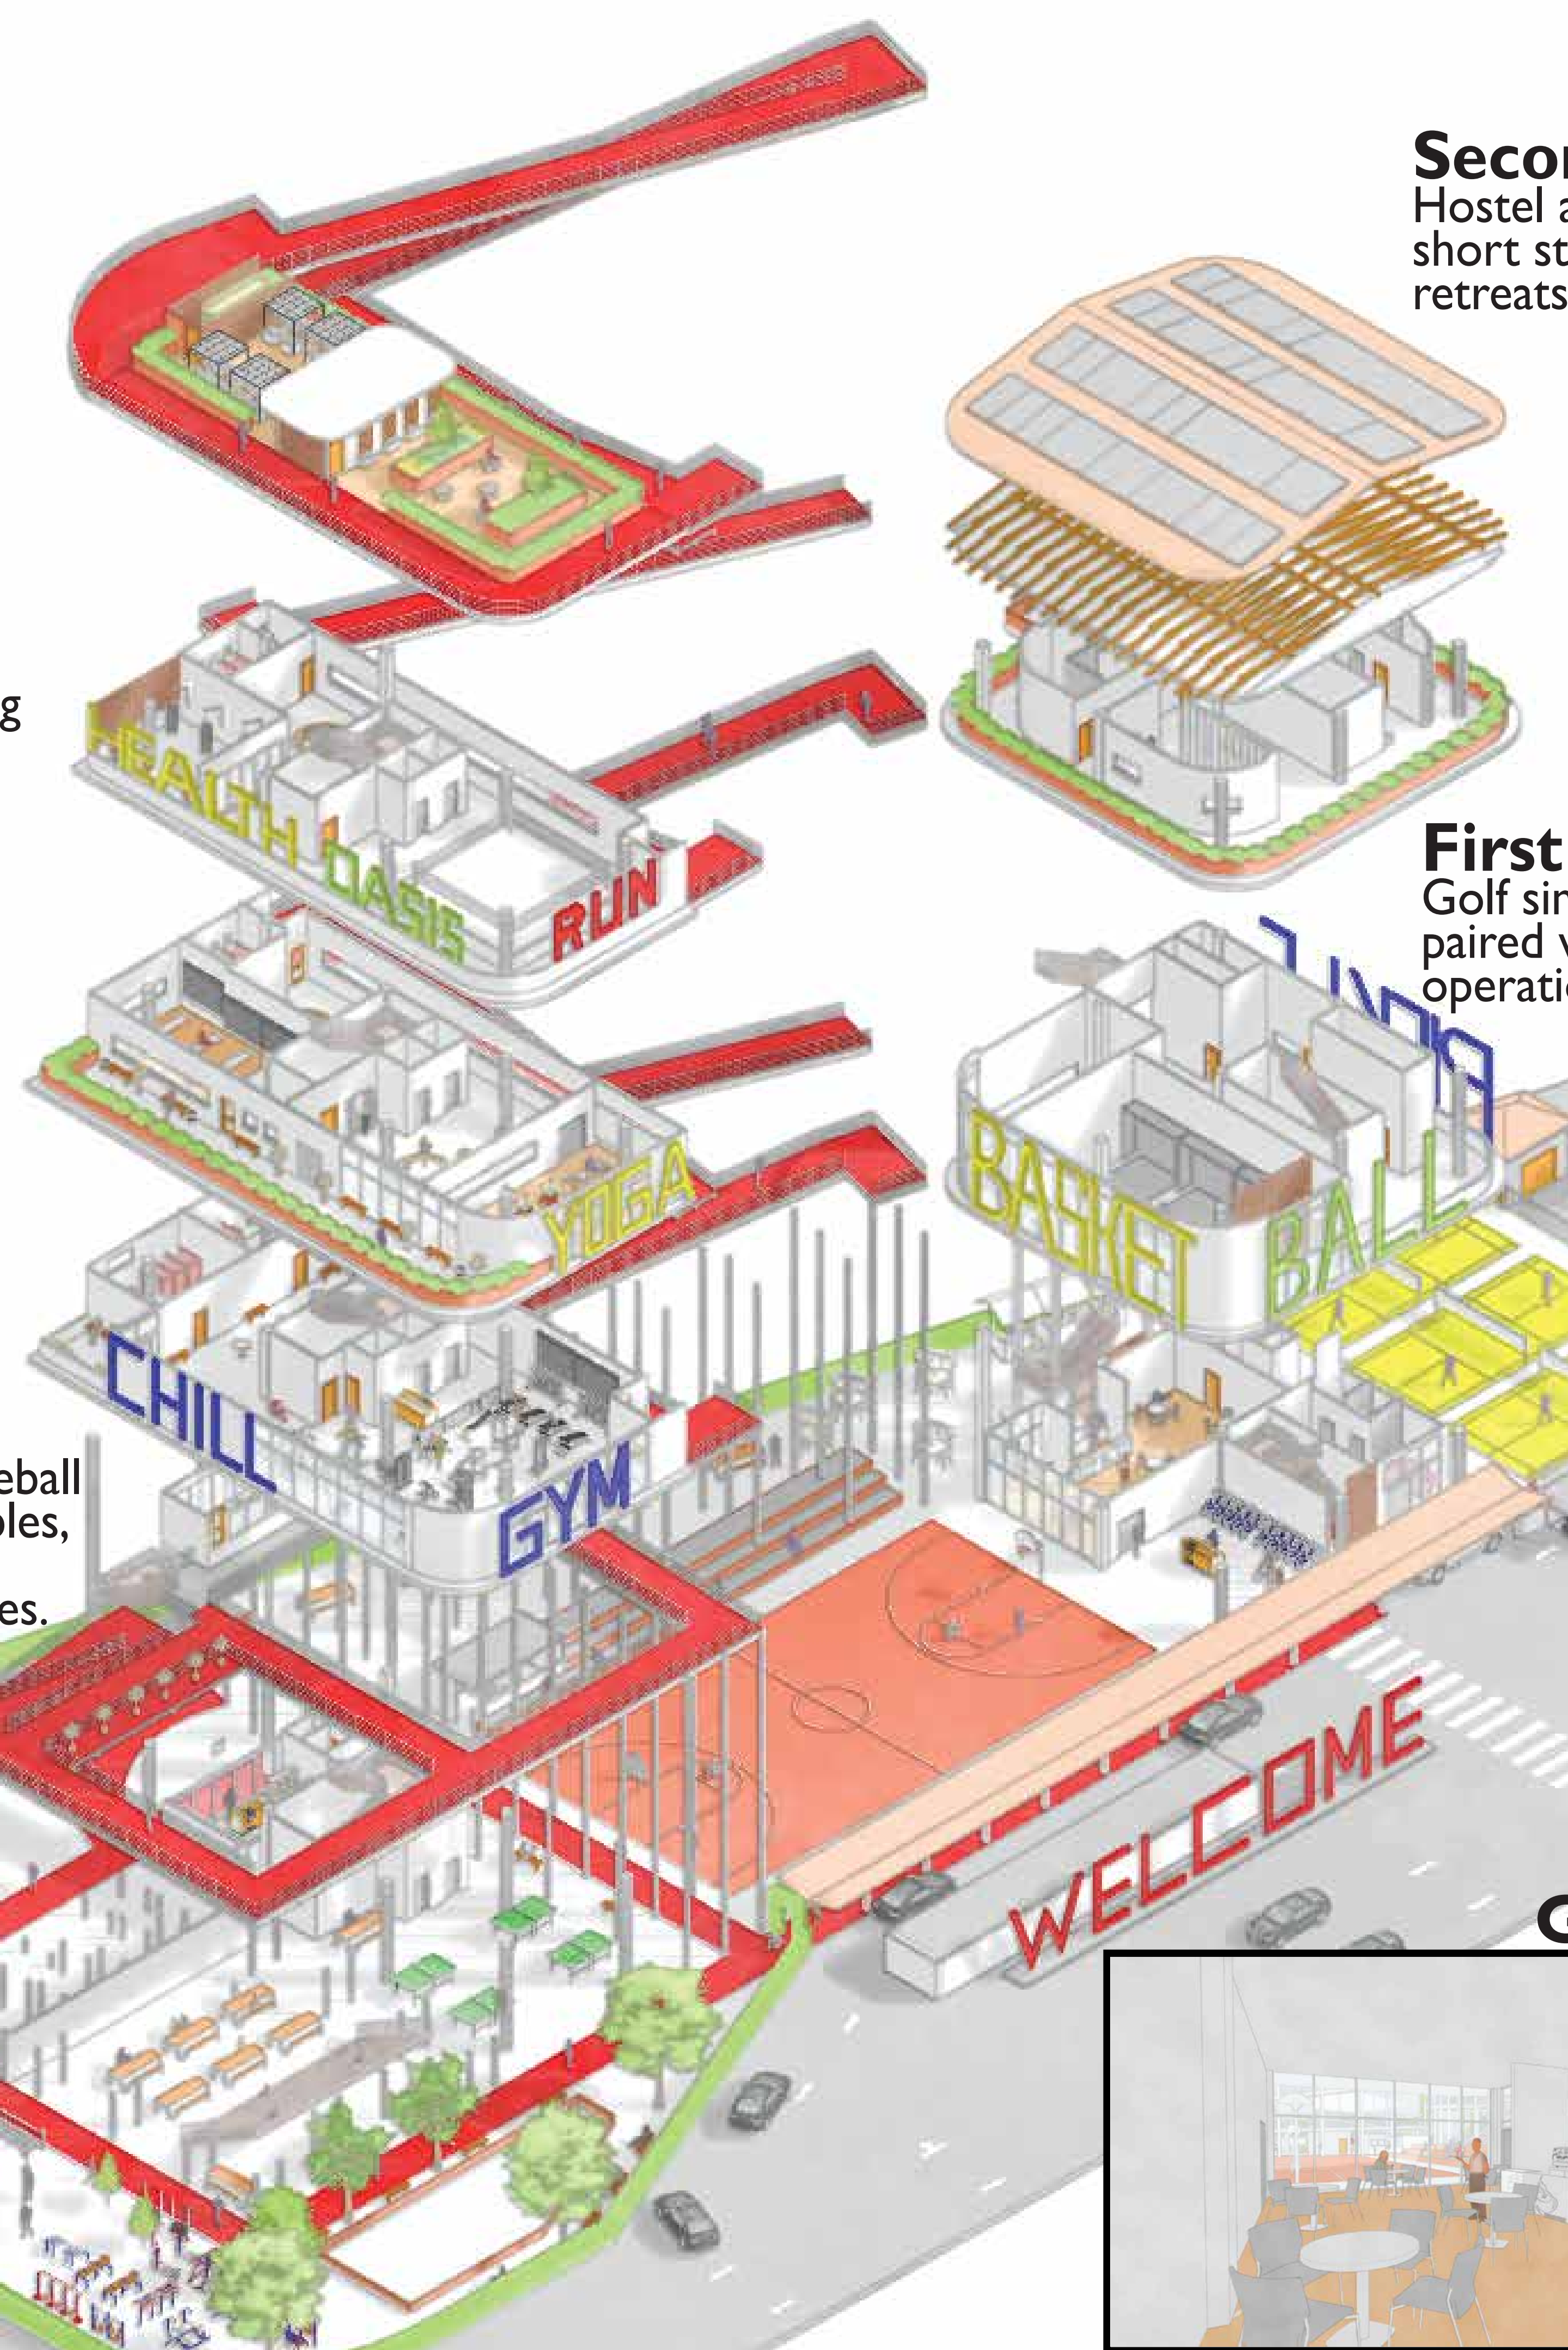 Secon
Hostel a
short st
retreats
g
HEALTH OASIS
RUN
First
Golf sin
paired w
operatio
YOGA
BASKET
BALL
CHILL
GYM
eball
oles,
es.
WELCOME
G